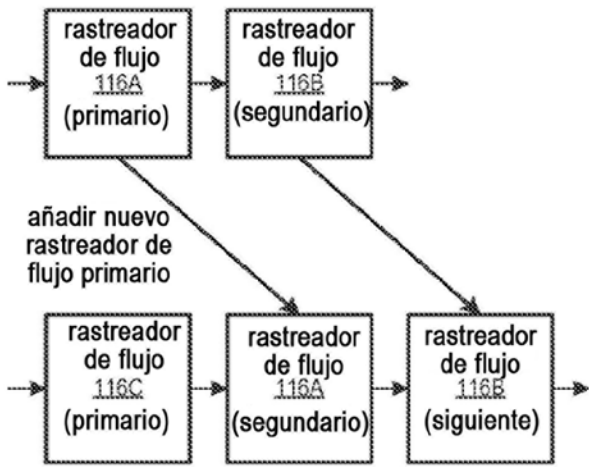 rastreador
de flujo
116A
(primario)
rastreador
de flujo
116B
(segundario)
añadir nuevo
rastreador de
flujo primario
rastreador
de flujo
116C
(primario)
rastreador
de flujo
116A
(segundario)
rastreador
de flujo
116B
(siguiente)